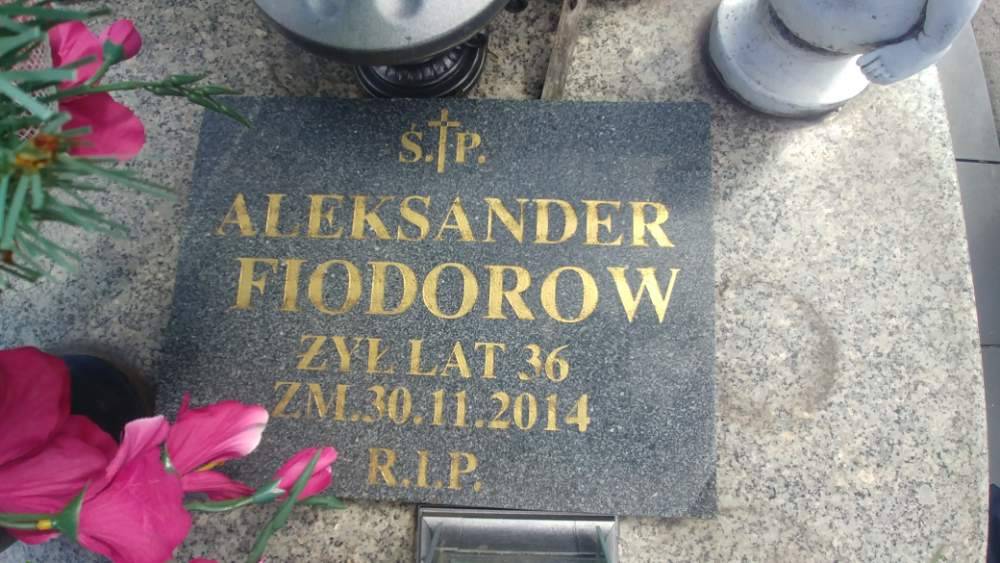 Ś.†P.
ALEKSANDER
FIODOROW
ŻYŁ LAT 36
ZM.30.11.2014
R.I.P.